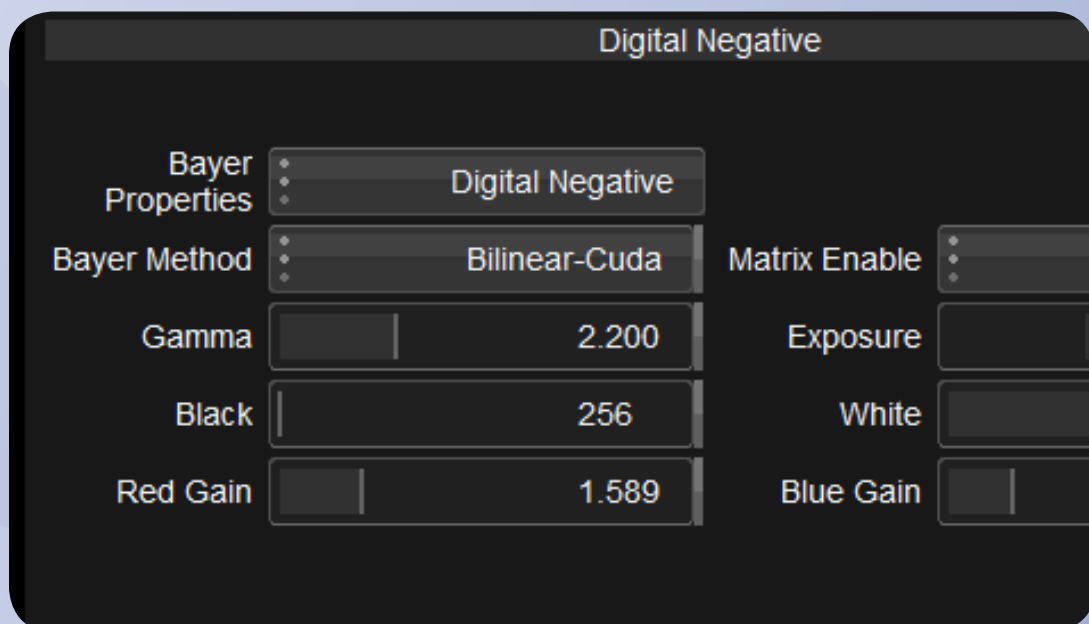 Digital Negative
Bayer
Properties
Digital Negative
Bayer Method
Bilinear-Cuda
Matrix Enable
Gamma
2.200
Exposure
Black
256
White
Red Gain
1.589
Blue Gain